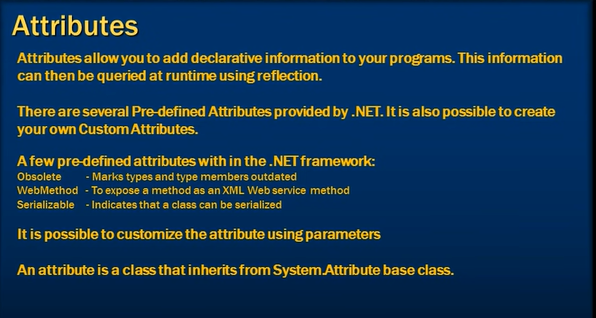 Attributes
Attributes allow you to add declarative information to your programs. This information
can then be queried at runtime using reflection.
There are several Pre-defined Attributes provided by .NET. It is also possible to create
your own Custom Attributes.
A few pre-defined attributes with in the .NET framework:
Obsolete - Marks types and type members outdated
WebMethod - To expose a method as an XML Web service method
Serializable - Indicates that a class can be serialized
It is possible to customize the attribute using parameters
An attribute is a class that inherits from System.Attribute base class.